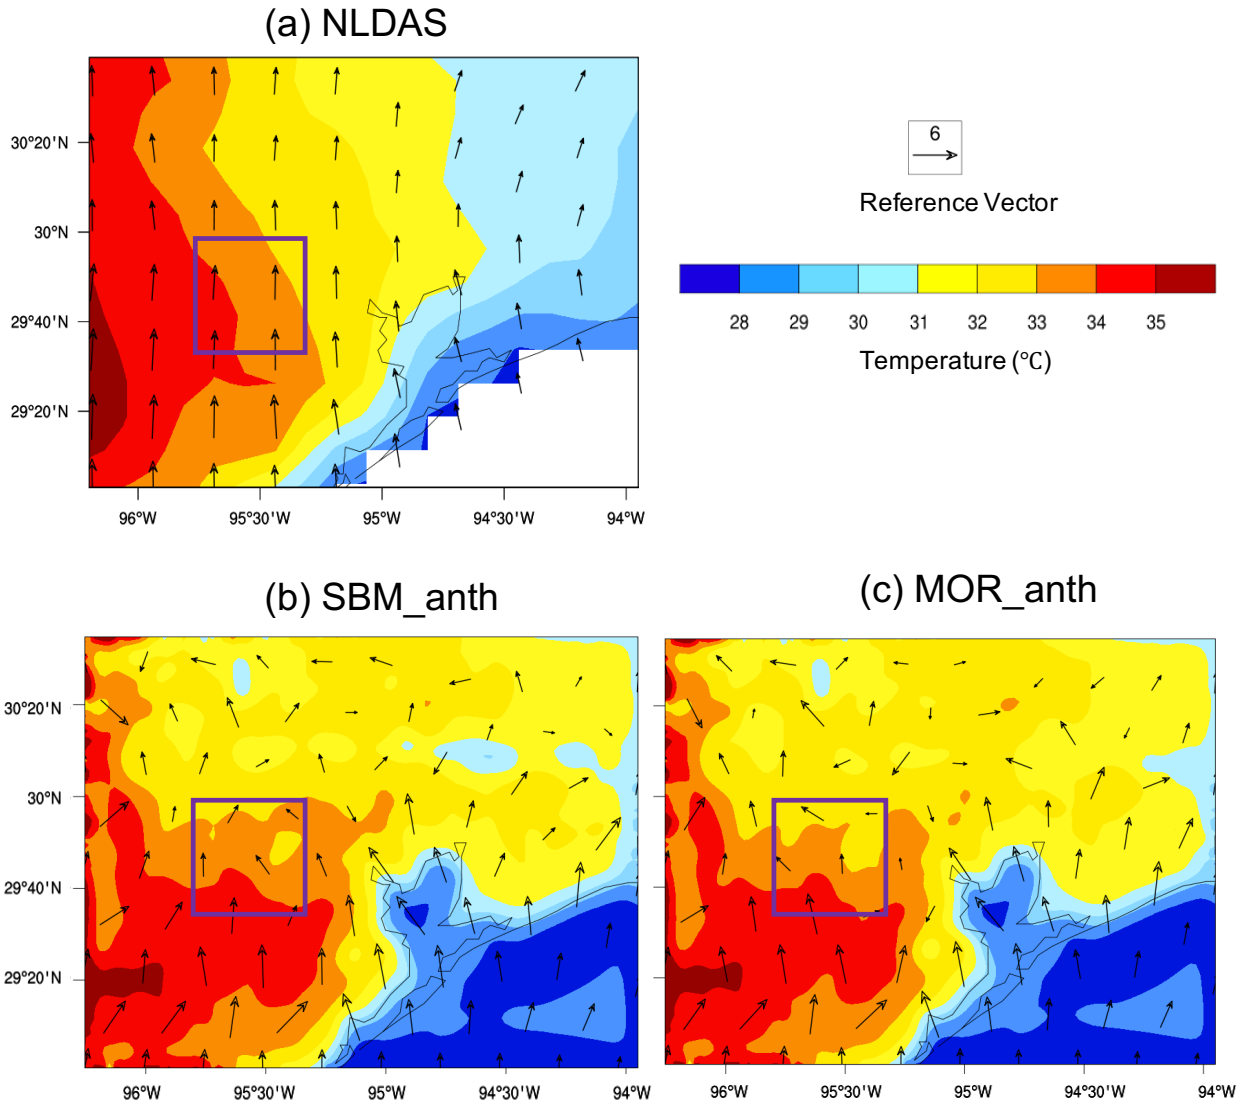 (a) NLDAS
30°20'N
30°N
29°40'N
29°20'N
96°W 95°30'W 95°W 94°30'W 94°W
6
Reference Vector
28 29 30 31 32 33 34 35
Temperature (°C)
(b) SBM_anth
30°20'N
30°N
29°40'N
29°20'N
96°W 95°30'W 95°W 94°30'W 94°W
(c) MOR_anth
96°W 95°30'W 95°W 94°30'W 94°W